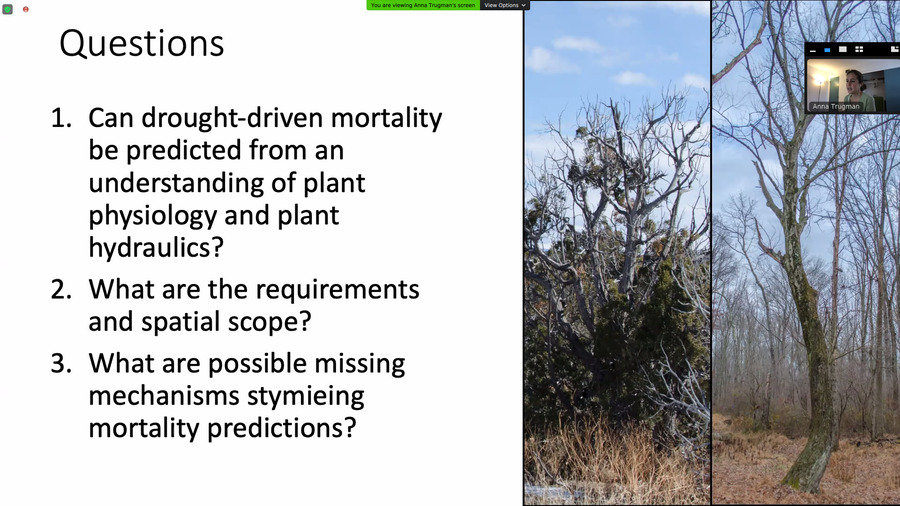 You are viewing Anna Trugman's screen
View Options
Questions
1. Can drought-driven mortality
be predicted from an
understanding of plant
physiology and plant
hydraulics?
2. What are the requirements
and spatial scope?
3. What are possible missing
mechanisms stymieing
mortality predictions?
Anna Trugman